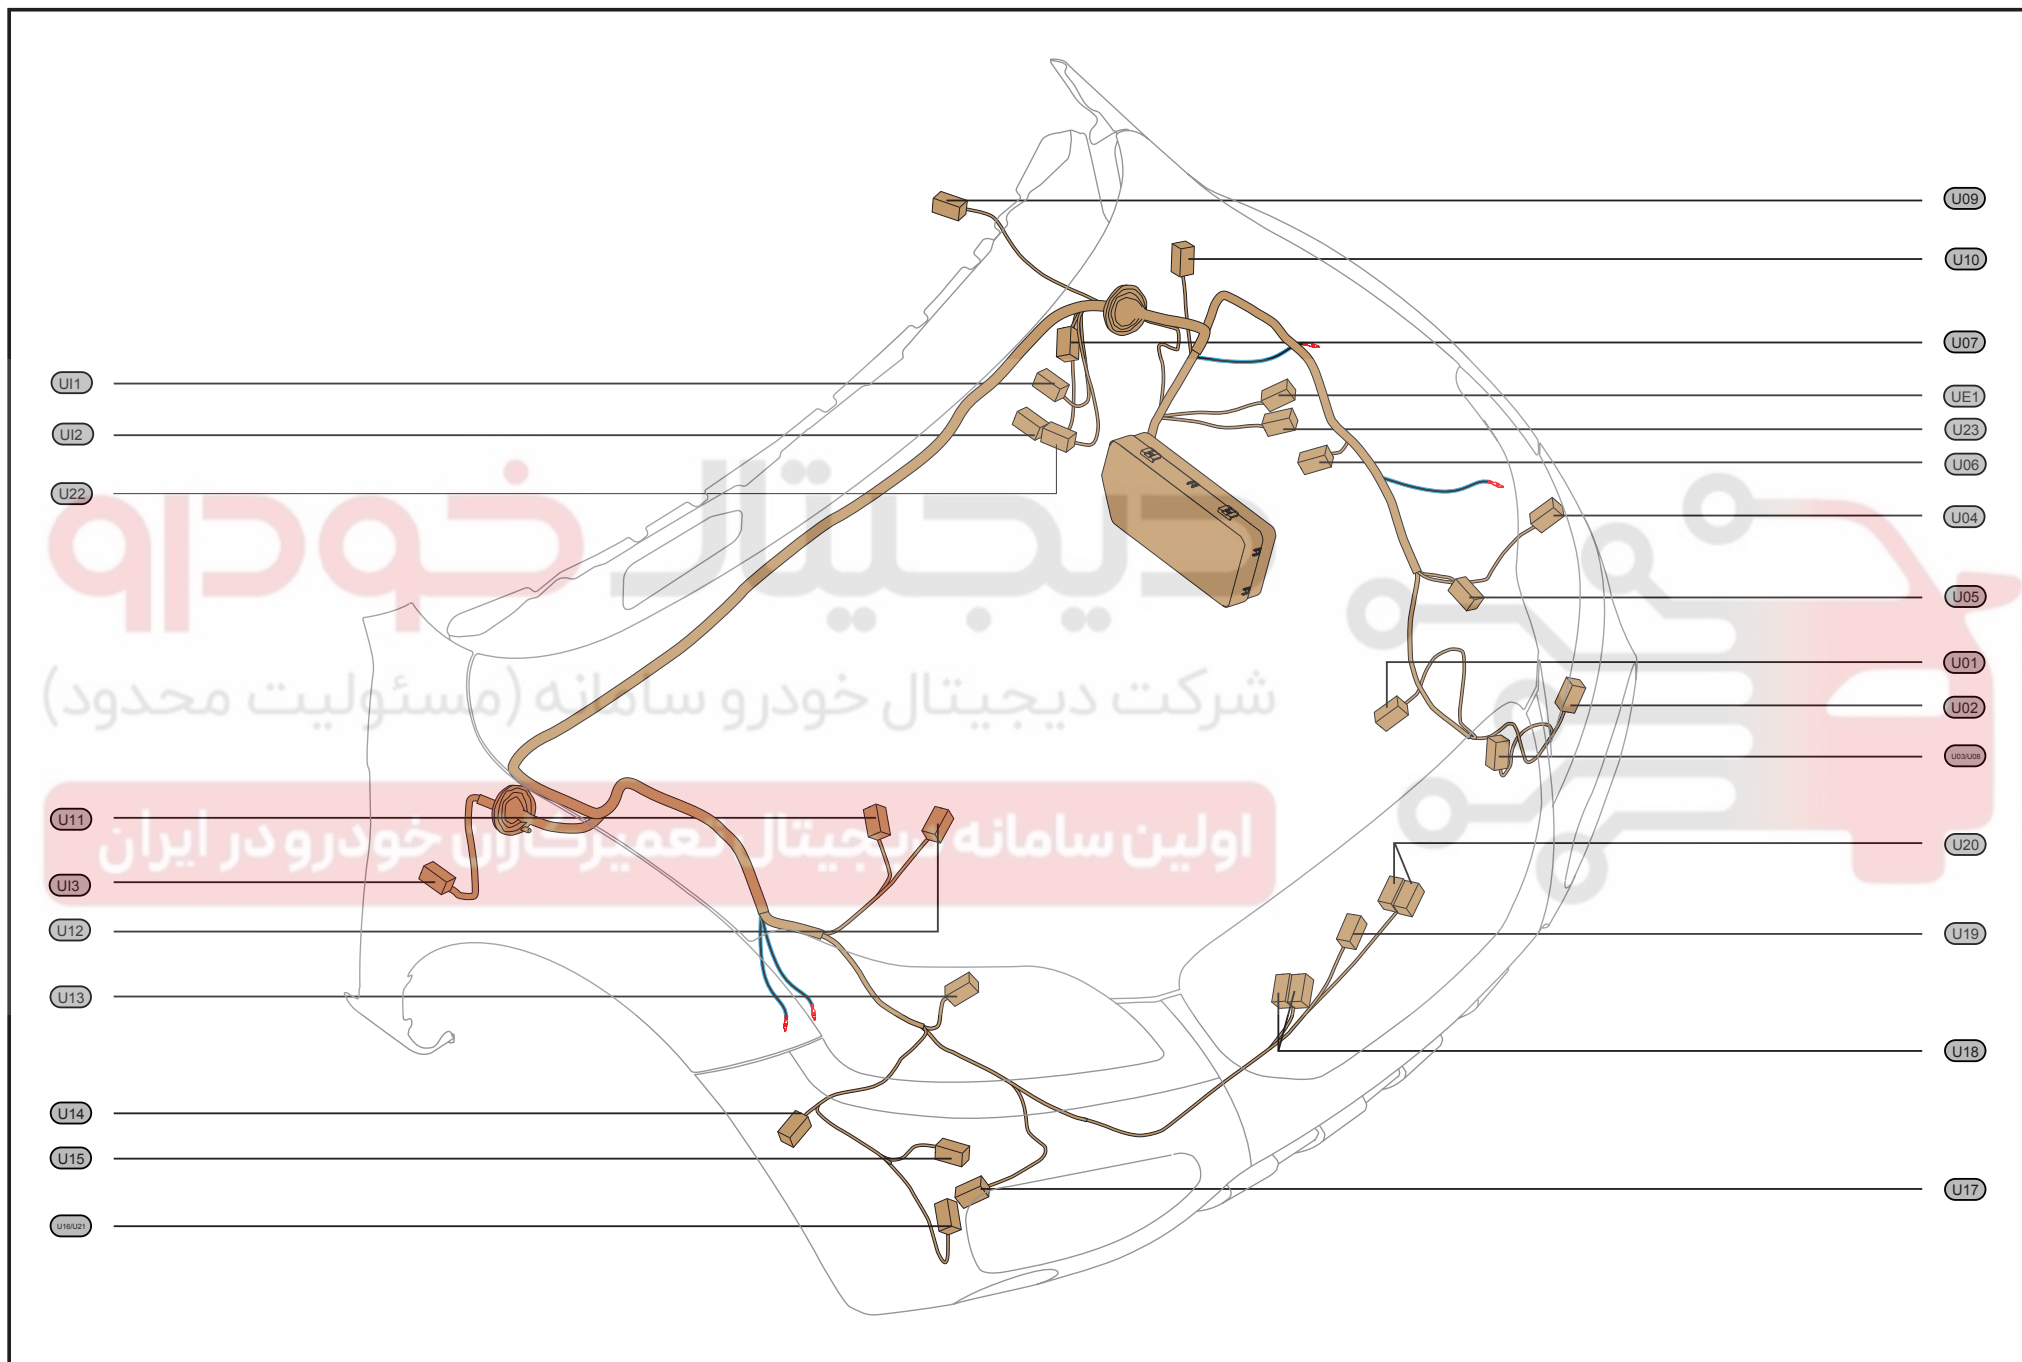 U09
U10
U07
UI1
UE1
UI2
U23
U06
U22
U04
دیجیتال خودرو
U05
شرکت دیجیتال خودرو سامانه (مسئولیت محدود)
U01
U02
U03/U08
U11
اولین سامانه دیجیتال تعمیرکاران خودرو در ایران
U20
UI3
U12
U19
U13
U18
U14
U15
U17
U16/U21